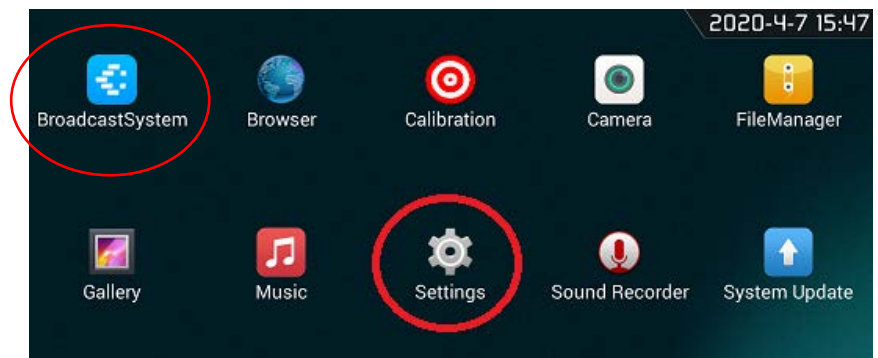 2020-4-7 15:47
BroadcastSystem
Browser
Calibration
Camera
FileManager
Gallery
Music
Settings
Sound Recorder
System Update